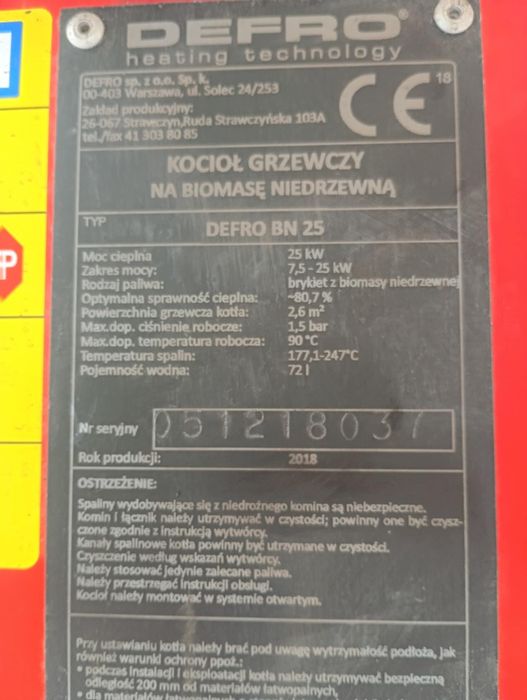 DEFRO®
heating technology
DEFRO sp. z o.o. Sp. k.
00-403 Warszawa, ul. Solec 24/253
Zakład produkcyjny:
26-067 Strawczyn,Ruda Strawczyńska 103A
tel./fax 41 303 80 85
CE 18
KOCIOŁ GRZEWCZY
NA BIOMASĘ NIEDRZEWNĄ
TYP DEFRO BN 25
Moc cieplna 25 kW
Zakres mocy: 7,5 - 25 kW
Rodzaj paliwa: brykiet z biomasy niedrzewnej
Optymalna sprawność cieplna: ~80,7 %
Powierzchnia grzewcza kotła: 2,6 m²
Max.dop. ciśnienie robocze: 1,5 bar
Max.dop. temperatura robocza: 90 °C
Temperatura spalin: 177,1-247°C
Pojemność wodna: 72 l
Nr seryjny 051218037
Rok produkcji: 2018
OSTRZEŻENIE:
Spaliny wydobywające się z niedrożnego komina są niebezpieczne.
Komin i łącznik należy utrzymywać w czystości; powinny one być czysz-
czone zgodnie z instrukcją wytwórcy.
Kanały spalinowe kotła powinny być utrzymane w czystości.
Czyszczenie według wskazań wytwórcy.
Należy stosować jedynie zalecane paliwa.
Należy przestrzegać instrukcji obsługi.
Kocioł należy montować w systemie otwartym.
Przy ustawianiu kotła należy brać pod uwagę wytrzymałość podłoża, jak
również warunki ochrony ppoż.:
• podczas instalacji i eksploatacji kotła należy utrzymywać bezpieczną
odległość 200 mm od materiałów łatwopalnych,
• dla materiałów łatwopalnych
P